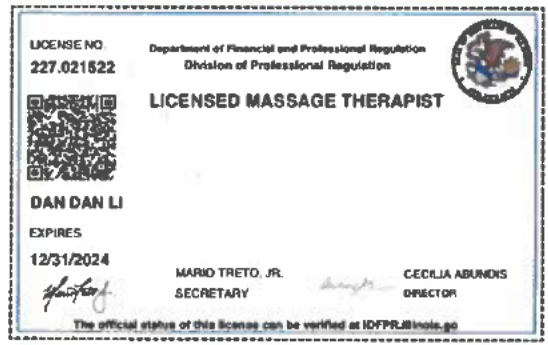 LICENSE NO.
227.021522
Department of Financial and Professional Regulation
Division of Professional Regulation
LICENSED MASSAGE THERAPIST
DAN DAN LI
EXPIRES
12/31/2024
MARIO TRETO, JR.
SECRETARY
CECILIA ABUNDIS
DIRECTOR
The official status of this license can be verified at IDFPR.illinois.go